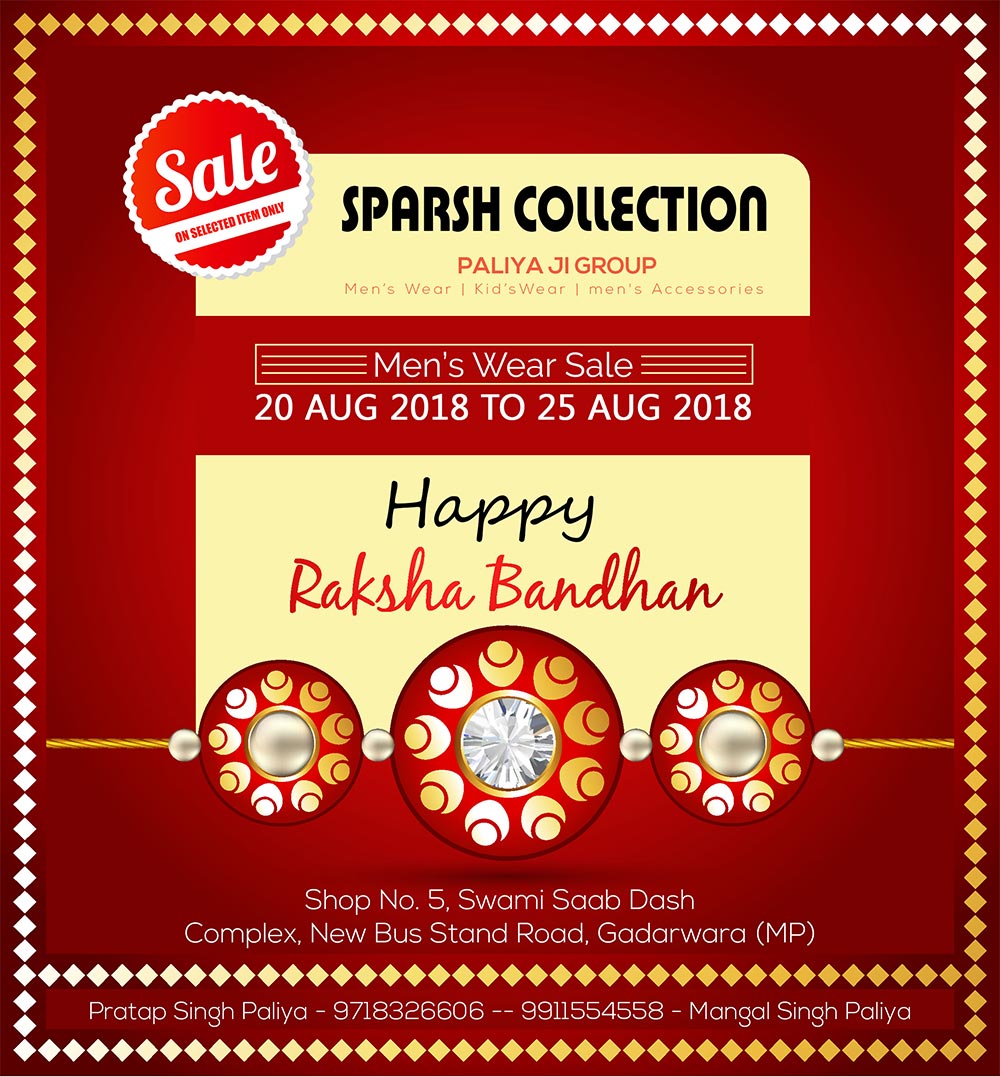 Sale
ON SELECTED ITEM ONLY
SPARSH COLLECTION
PALIYA JI GROUP
Men's Wear | Kid'sWear | men's Accessories
Men's Wear Sale
20 AUG 2018 TO 25 AUG 2018
Happy
Raksha Bandhan
Shop No. 5, Swami Saab Dash
Complex, New Bus Stand Road, Gadarwara (MP)
Pratap Singh Paliya - 9718326606 -- 9911554558 - Mangal Singh Paliya